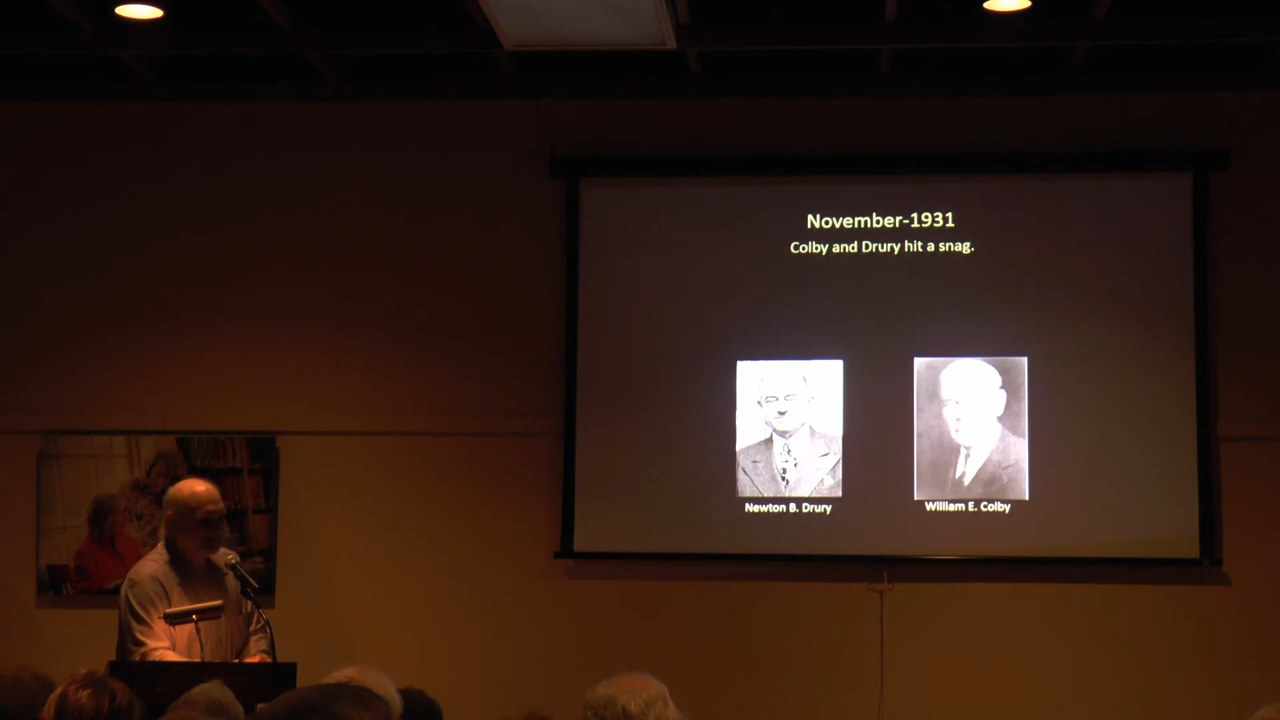 November-1931
Colby and Drury hit a snag.
Newton B. Drury
William E. Colby